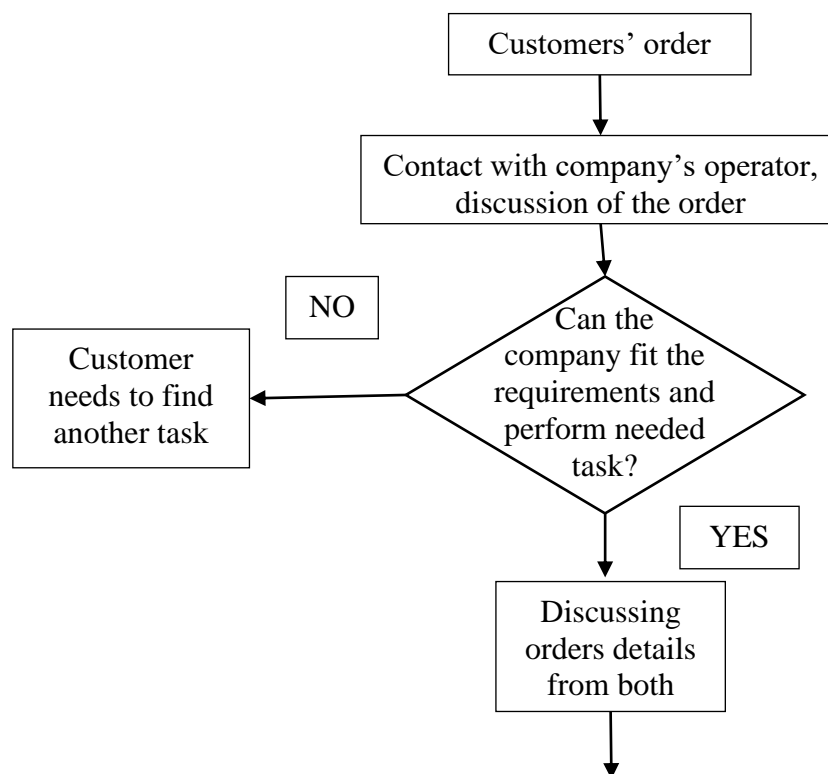 Customers’ order
Contact with company’s operator,
discussion of the order
NO
Can the
company fit the
requirements and
perform needed
task?
Customer
needs to find
another task
YES
Discussing
orders details
from both